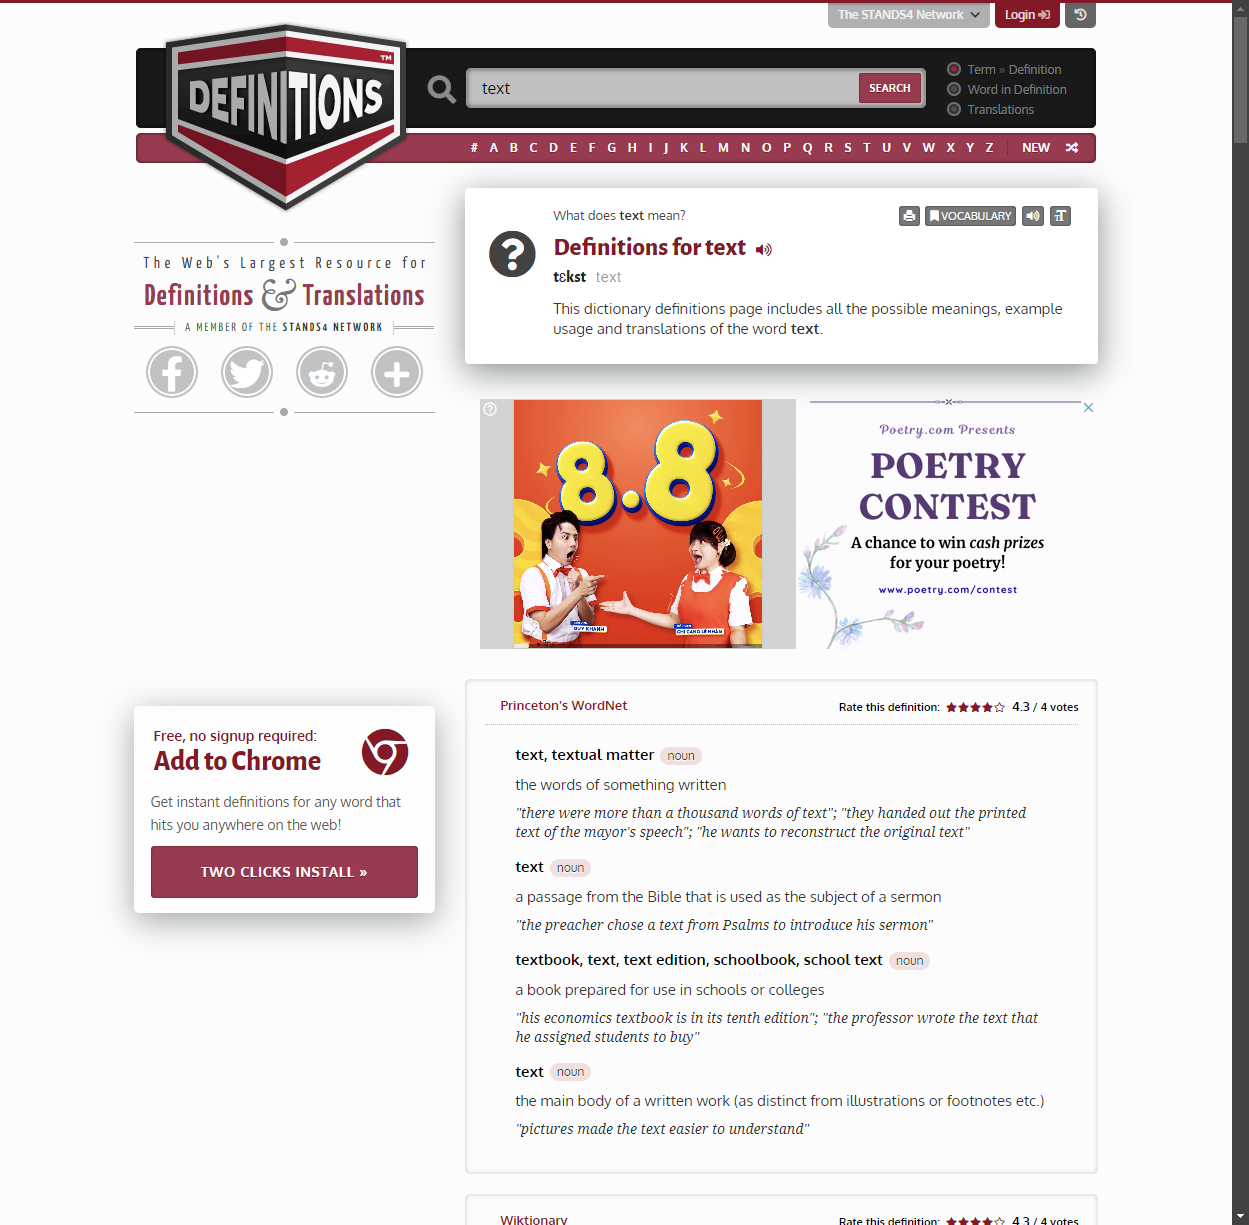 The STANDS4 Network
Login
DEFINITIONS
TM
text
SEARCH
Term » Definition
Word in Definition
Translations
# A B C D E F G H I J K L M N O P Q R S T U V W X Y Z NEW
The Web's Largest Resource for
Definitions & Translations
A MEMBER OF THE STANDS4 NETWORK
What does text mean?
VOCABULARY
Definitions for text
tɛkst text
This dictionary definitions page includes all the possible meanings, example
usage and translations of the word text.
8.8
DUY KHANH
Poetry.com Presents
POETRY
CONTEST
A chance to win cash prizes
for your poetry!
www.poetry.com/contest
Free, no signup required:
Add to Chrome
Get instant definitions for any word that
hits you anywhere on the web!
TWO CLICKS INSTALL »
Princeton's WordNet
Rate this definition: 4.3 / 4 votes
text, textual matter noun
the words of something written
"there were more than a thousand words of text"; "they handed out the printed
text of the mayor's speech"; "he wants to reconstruct the original text"
text noun
a passage from the Bible that is used as the subject of a sermon
"the preacher chose a text from Psalms to introduce his sermon"
textbook, text, text edition, schoolbook, school text noun
a book prepared for use in schools or colleges
"his economics textbook is in its tenth edition"; "the professor wrote the text that
he assigned students to buy"
text noun
the main body of a written work (as distinct from illustrations or footnotes etc.)
"pictures made the text easier to understand"
Wiktionary
Rate this definition: 4.3 / 4 votes